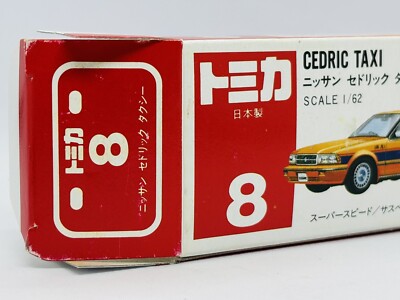 トミカ
8
ニッサン セドリック タクシー
トミカ
日本製
8
CEDRIC TAXI
ニッサン セドリック タ
SCALE 1/62
スーパースピード/サスペ